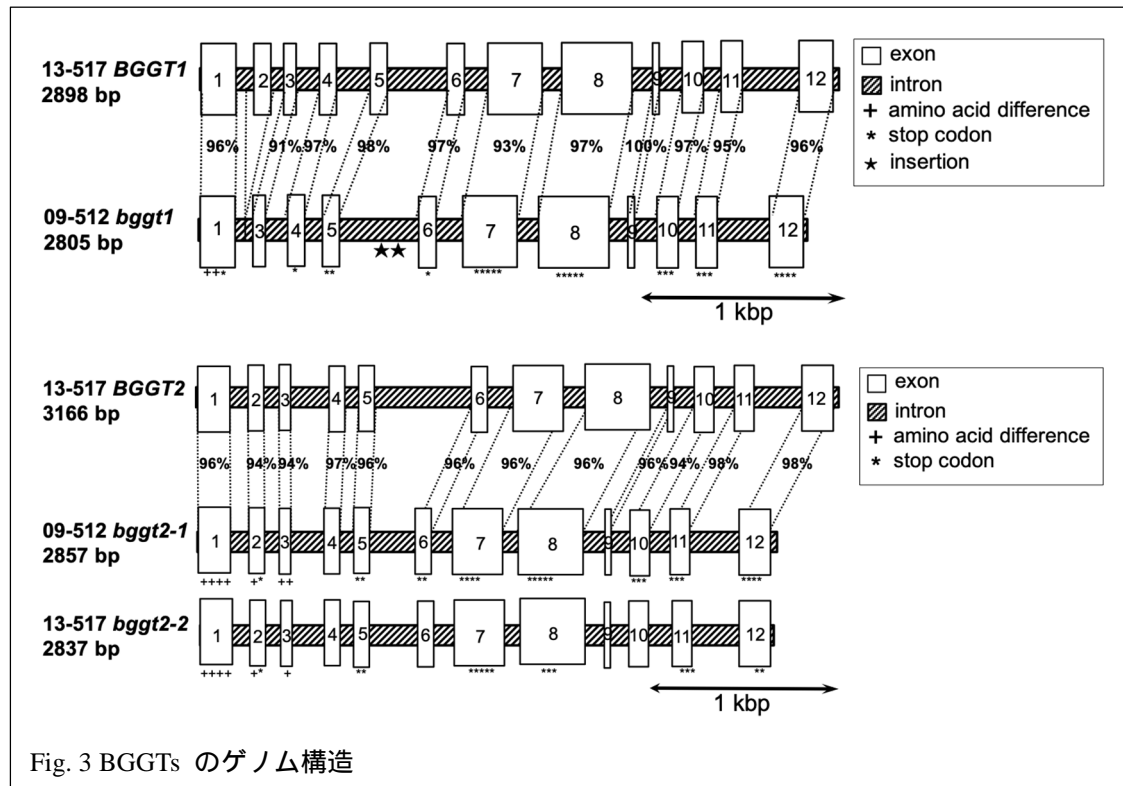 13-517 BGGT1
2898 bp
1 2 3 4 5 6 7 8 9 10 11 12
96% 91% 97% 98% 97% 93% 97% 100% 97% 95% 96%
09-512 bggt1
2805 bp
1 3 4 5 6 7 8 9 10 11 12
★★
++* * ** * ***** ***** *** *** ****
1 kbp
exon
intron
+ amino acid difference
* stop codon
★ insertion
13-517 BGGT2
3166 bp
1 2 3 4 5 6 7 8 9 10 11 12
96% 94% 94% 97% 96% 96% 96% 96% 96% 94% 98% 98%
09-512 bggt2-1
2857 bp
1 2 3 4 5 6 7 8 9 10 11 12
++++ +* ++ ** ** **** ***** *** *** ****
13-517 bggt2-2
2837 bp
1 2 3 4 5 6 7 8 9 10 11 12
++++ +* + ** ***** *** *** **
1 kbp
exon
intron
+ amino acid difference
* stop codon
Fig. 3 BGGTs のゲノム構造